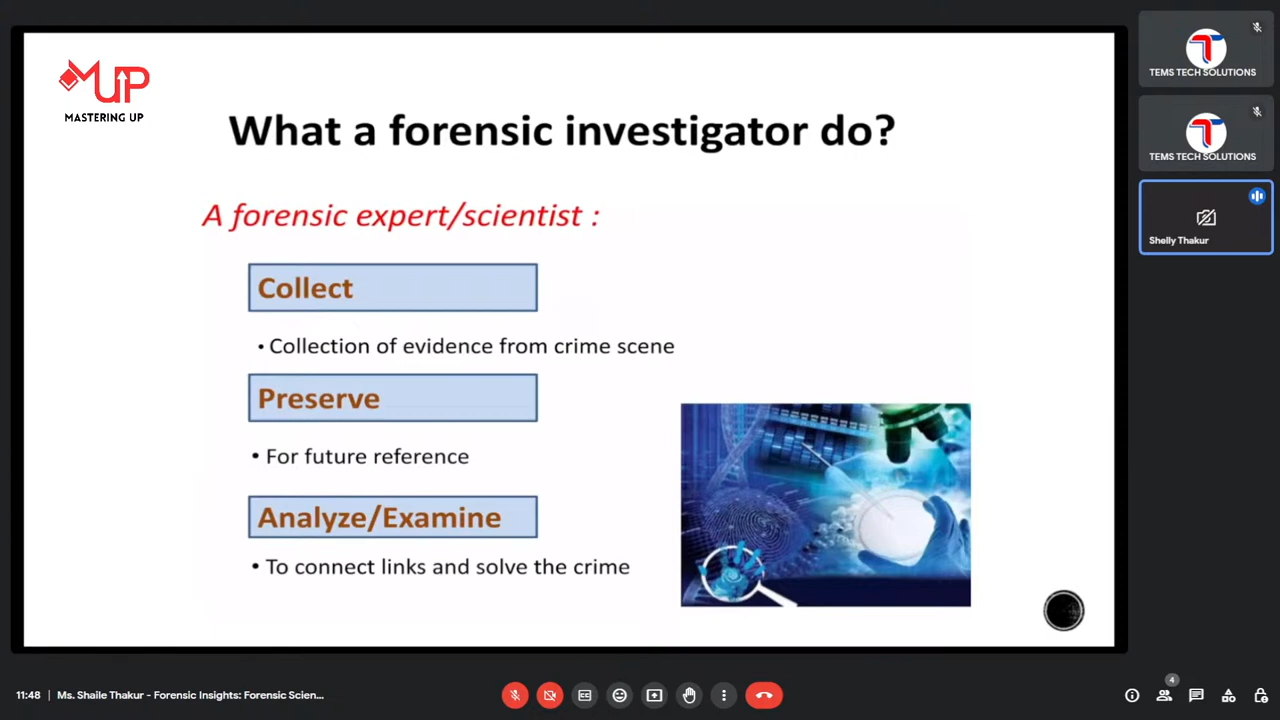 MUP
MASTERING UP
What a forensic investigator do?
A forensic expert/scientist :
Collect
• Collection of evidence from crime scene
Preserve
• For future reference
Analyze/Examine
• To connect links and solve the crime
TEMS TECH SOLUTIONS
TEMS TECH SOLUTIONS
Shelly Thakur
11:48 | Ms. Shaile Thakur - Forensic Insights: Forensic Scien...
4